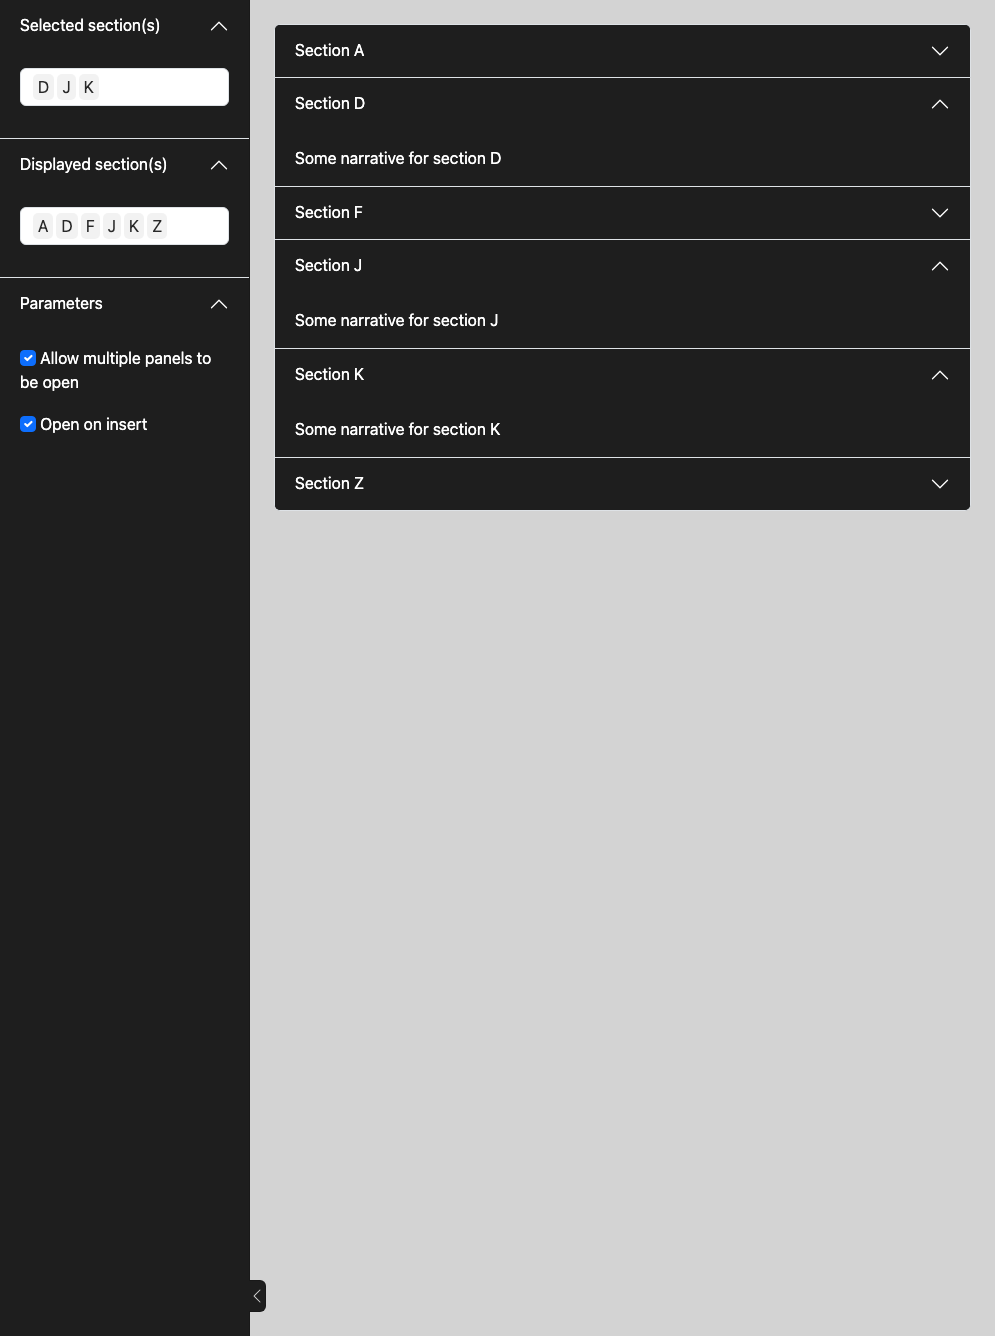 Selected section(s)
D J K
Displayed section(s)
A D F J K Z
Parameters
Allow multiple panels to
be open
Open on insert
Section A
Section D
Some narrative for section D
Section F
Section J
Some narrative for section J
Section K
Some narrative for section K
Section Z